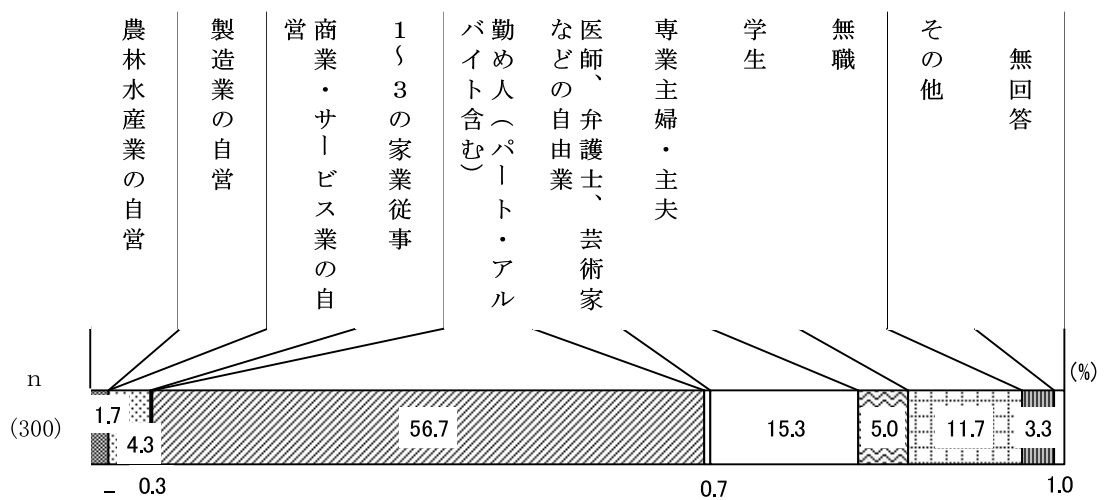 農林水産業の自営
製造業の自営
商業・サービス業の自
営
1～3の家業従事
勤め人（パート・アル
バイト含む）
医師、弁護士、芸術家
などの自由業
専業主婦・主夫
学生
無職
その他
無回答
(%)
n
(300)
1.7
4.3
56.7
15.3
5.0
11.7
3.3
–
0.3
0.7
1.0